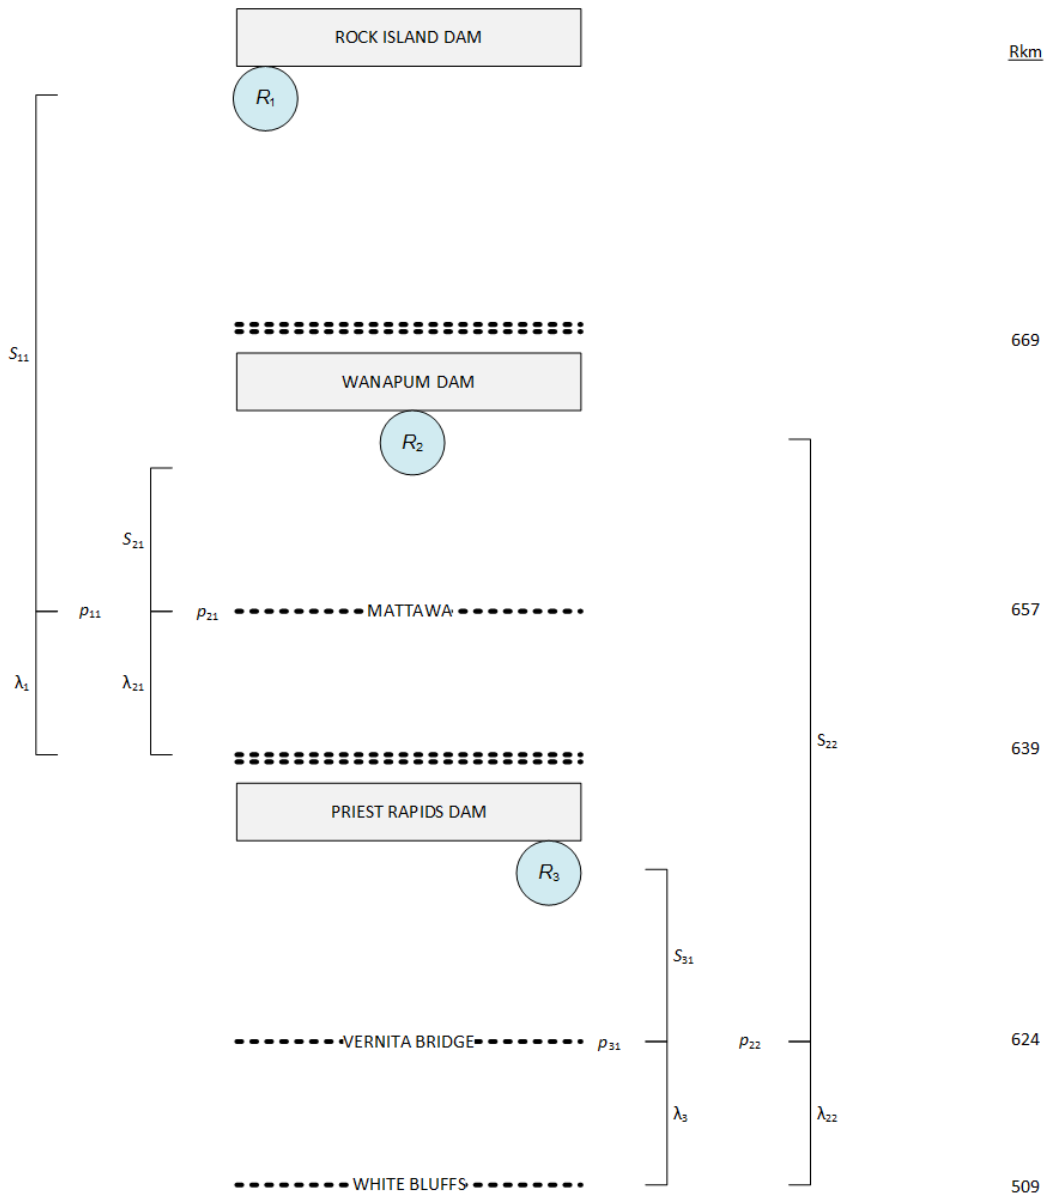 ROCK ISLAND DAM
Rkm
R1
669
S11
WANAPUM DAM
R2
S21
p11
p21
MATTAWA
657
λ1
λ21
S22
639
PRIEST RAPIDS DAM
R3
S31
VERNITA BRIDGE
p31
p22
624
λ3
λ22
WHITE BLUFFS
509